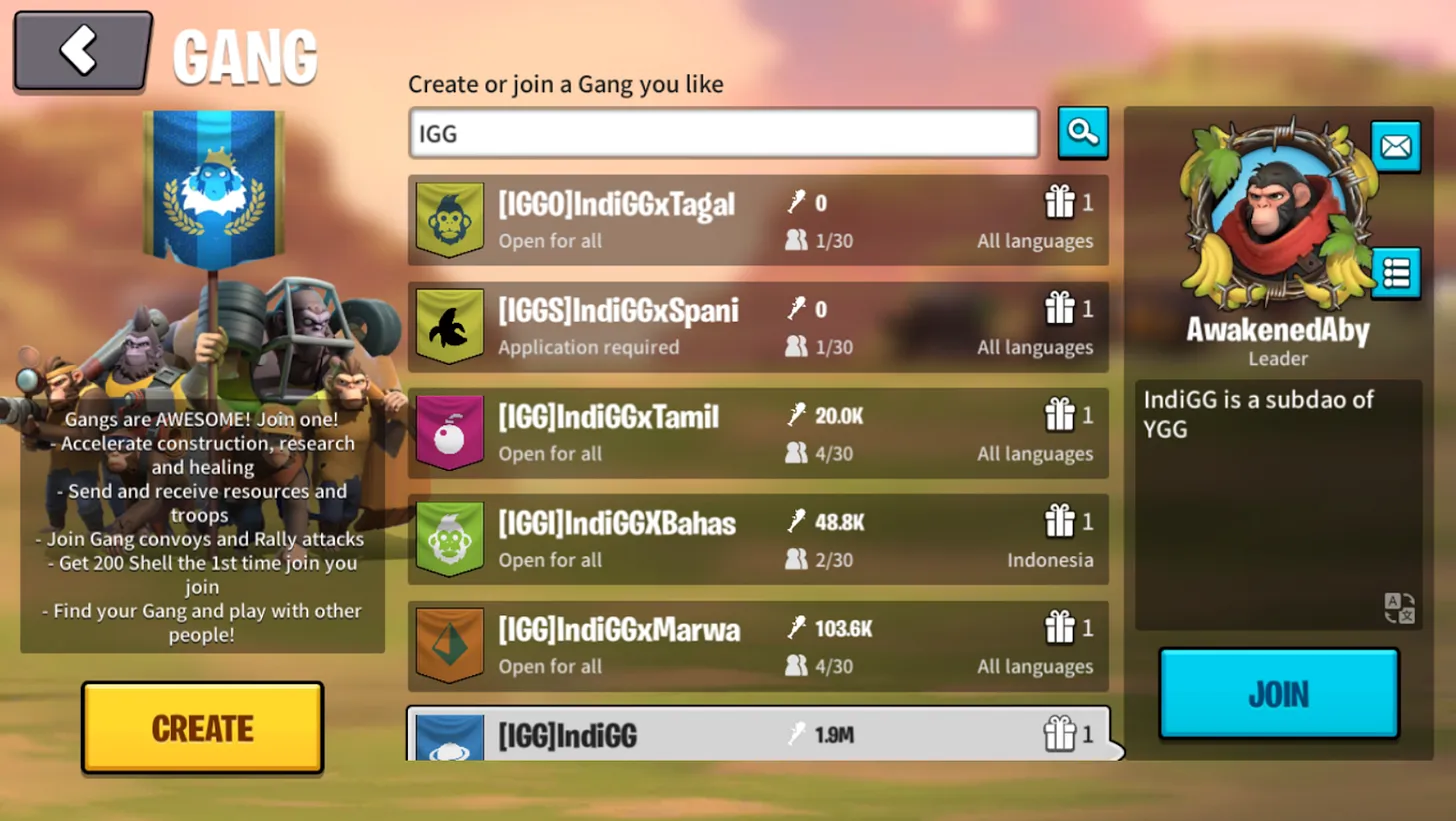 GANG
Create or join a Gang you like
IGG
Gangs are AWESOME! Join one!
- Accelerate construction, research
and healing
- Send and receive resources and
troops
- Join Gang convoys and Rally attacks
- Get 200 Shell the 1st time join you
join
- Find your Gang and play with other
people!
CREATE
[IGGO]IndiGGxTagal 0 1
Open for all 1/30 All languages
[IGGS]IndiGGxSpani 0 1
Application required 1/30 All languages
[IGG]IndiGGxTamil 20.0K 1
Open for all 4/30 All languages
[IGGI]IndiGGXBahas 48.8K 1
Open for all 2/30 Indonesia
[IGG]IndiGGxMarwa 103.6K 1
Open for all 4/30 All languages
[IGG]IndiGG 1.9M 1
AwakenedAby
Leader
IndiGG is a subdao of
YGG
A 文
JOIN